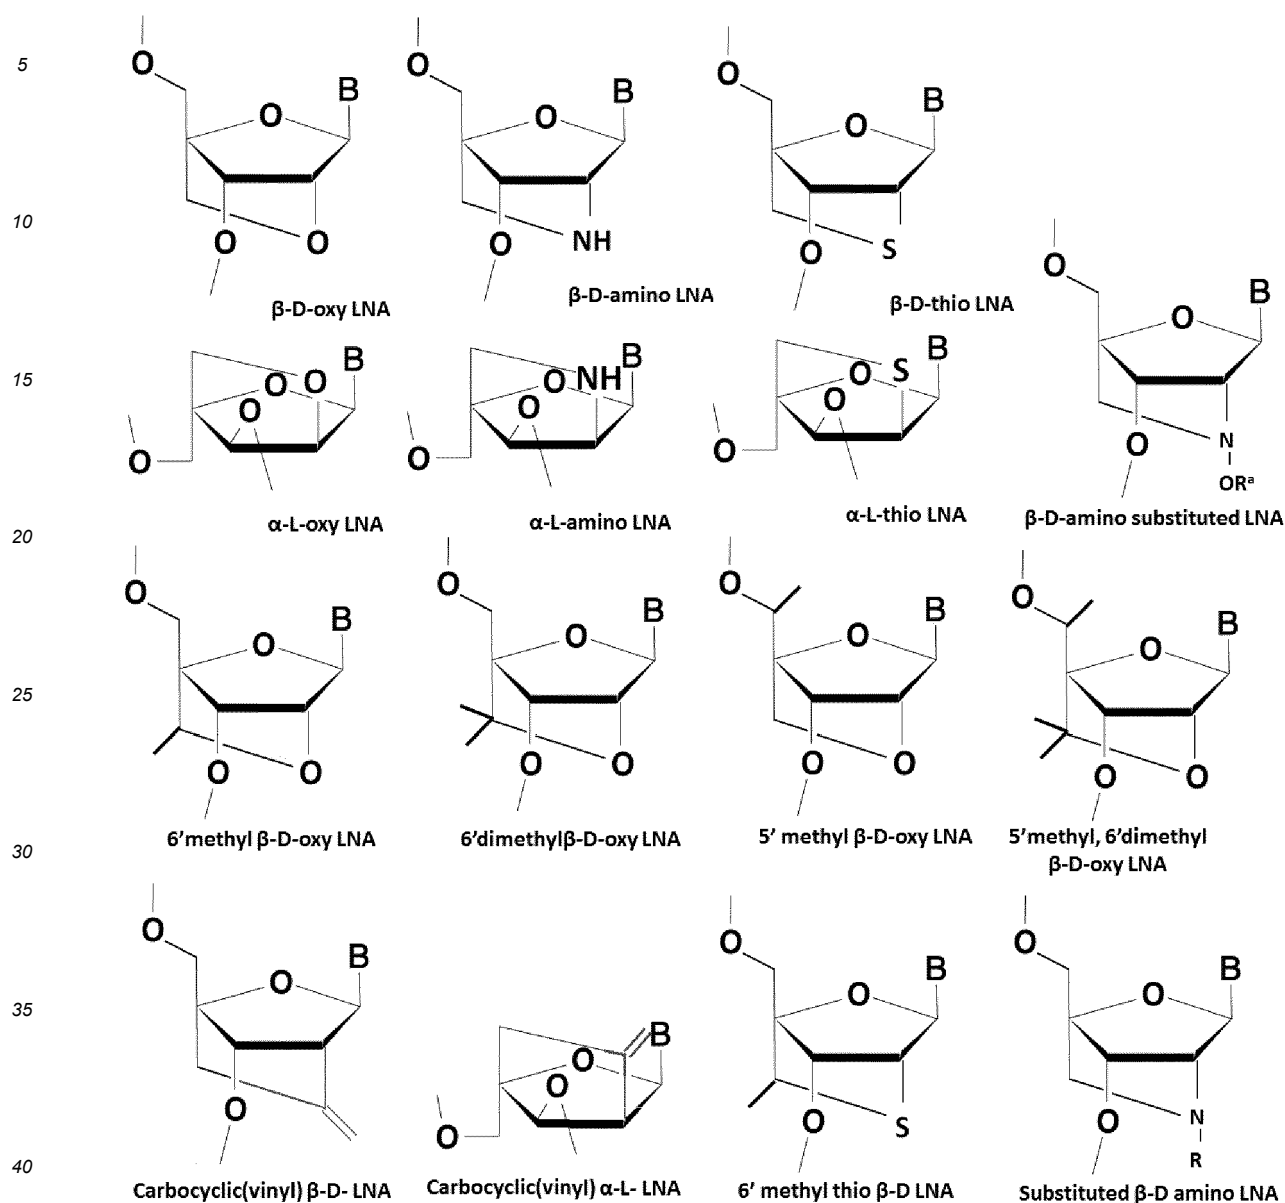 5
O B O B O B
O O O
10
O O O NH O S
β-D-oxy LNA β-D-amino LNA β-D-thio LNA
O B
O
15
O O O B O O NH B O O S B
O O O
N
O
ORª
α-L-oxy LNA α-L-amino LNA α-L-thio LNA β-D-amino substituted LNA
20
O B O B O B O B
O O O O
25
O O O O O O O O
6'methyl β-D-oxy LNA 6'dimethylβ-D-oxy LNA 5' methyl β-D-oxy LNA 5'methyl, 6'dimethyl
β-D-oxy LNA
30
O B O B O B
O O O
35
O O B
O O O S O N
R
40
Carbocyclic(vinyl) β-D- LNA Carbocyclic(vinyl) α-L- LNA 6' methyl thio β-D LNA Substituted β-D amino LNA